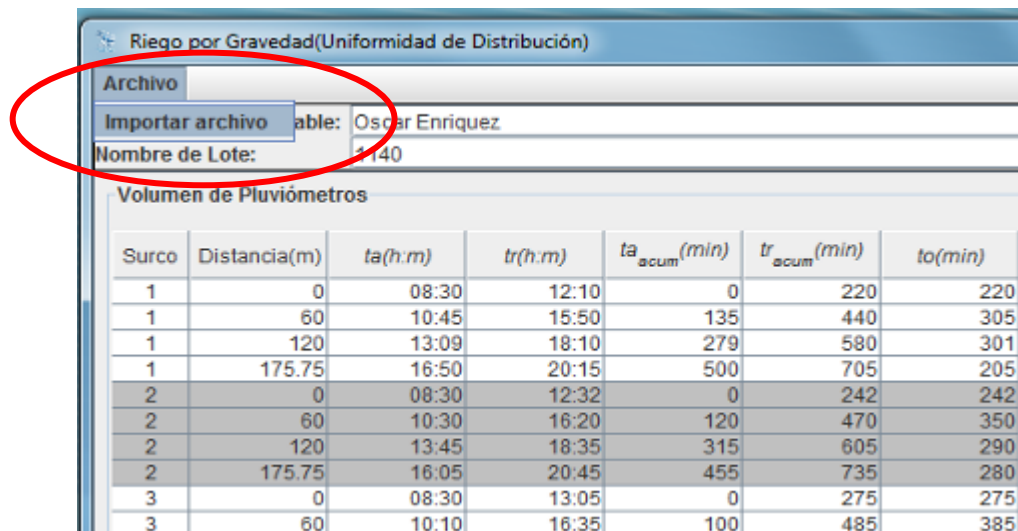 Riego por Gravedad(Uniformidad de Distribución)
Archivo
Importar archivo able: Oscar Enriquez
Nombre de Lote: 1140
Volumen de Pluviómetros
Surco Distancia(m) ta(h:m) tr(h:m) ta acum(min) tr acum(min) to(min)
1 0 08:30 12:10 0 220 220
1 60 10:45 15:50 135 440 305
1 120 13:09 18:10 279 580 301
1 175.75 16:50 20:15 500 705 205
2 0 08:30 12:32 0 242 242
2 60 10:30 16:20 120 470 350
2 120 13:45 18:35 315 605 290
2 175.75 16:05 20:45 455 735 280
3 0 08:30 13:05 0 275 275
3 60 10:10 16:35 100 485 385